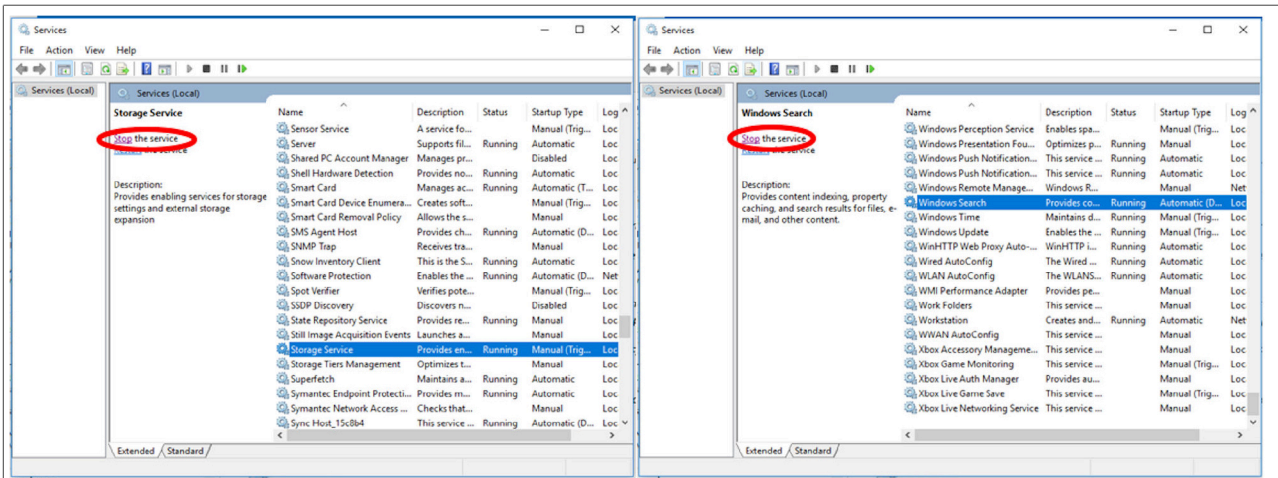 Services
File Action View Help
Services (Local)
Services (Local)
Storage Service
Stop the service
Restart the service
Description:
Provides enabling services for storage
settings and external storage
expansion
Name Description Status Startup Type Log
Sensor Service A service fo... Manual (Trig... Loc
Server Supports fil... Running Automatic Loc
Shared PC Account Manager Manages pr... Disabled Loc
Shell Hardware Detection Provides no... Running Automatic Loc
Smart Card Manages ac... Running Automatic (T... Loc
Smart Card Device Enumera... Creates soft... Manual (Trig... Loc
Smart Card Removal Policy Allows the s... Manual Loc
SMS Agent Host Provides ch... Running Automatic (D... Loc
SNMP Trap Receives tra... Manual Loc
Snow Inventory Client This is the S... Running Automatic Loc
Software Protection Enables the ... Running Automatic (D... Net
Spot Verifier Verifies pote... Manual (Trig... Loc
SSDP Discovery Discovers n... Disabled Loc
State Repository Service Provides re... Running Manual Loc
Still Image Acquisition Events Launches a... Manual Loc
Storage Service Provides en... Running Manual (Trig... Loc
Storage Tiers Management Optimizes t... Manual Loc
Superfetch Maintains a... Running Automatic Loc
Symantec Endpoint Protecti... Provides m... Running Automatic Loc
Symantec Network Access ... Checks that... Manual Loc
Sync Host_15c8b4 This service ... Running Automatic (D... Loc
Extended Standard
Services
File Action View Help
Services (Local)
Services (Local)
Windows Search
Stop the service
Restart the service
Description:
Provides content indexing, property
caching, and search results for files, e-
mail, and other content.
Name Description Status Startup Type Log
Windows Perception Service Enables spa... Manual (Trig... Loc
Windows Presentation Fou... Optimizes p... Running Manual Loc
Windows Push Notification... This service ... Running Automatic Loc
Windows Push Notification... This service ... Running Automatic Loc
Windows Remote Manage... Windows R... Manual Net
Windows Search Provides co... Running Automatic (D... Loc
Windows Time Maintains d... Running Manual (Trig... Loc
Windows Update Enables the ... Running Manual (Trig... Loc
WinHTTP Web Proxy Auto-... WinHTTP i... Running Automatic Loc
Wired AutoConfig The Wired ... Running Automatic Loc
WLAN AutoConfig The WLANS... Running Automatic Loc
WMI Performance Adapter Provides pe... Manual Loc
Work Folders This service ... Manual Loc
Workstation Creates and... Running Automatic Net
WWAN AutoConfig This service ... Manual Loc
Xbox Accessory Manageme... This service ... Manual (Trig... Loc
Xbox Game Monitoring This service ... Manual (Trig... Loc
Xbox Live Auth Manager Provides au... Manual Loc
Xbox Live Game Save This service ... Manual (Trig... Loc
Xbox Live Networking Service This service ... Manual Loc
Extended Standard